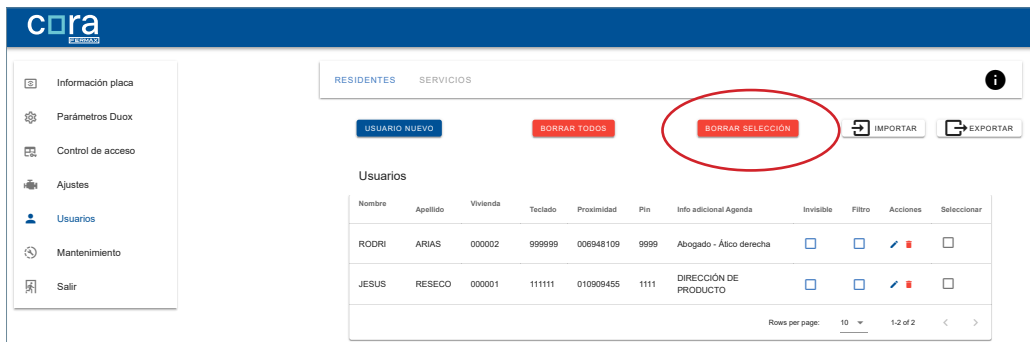 cora
FERMAX
Información placa
Parámetros Duox
Control de acceso
Ajustes
Usuarios
Mantenimiento
Salir
RESIDENTES SERVICIOS
USUARIO NUEVO BORRAR TODOS BORRAR SELECCIÓN IMPORTAR EXPORTAR
Usuarios
Nombre Apellido Vivienda Teclado Proximidad Pin Info adicional Agenda Invisible Filtro Acciones Seleccionar
RODRI ARIAS 000002 999999 006948109 9999 Abogado - Ático derecha
JESUS RESECO 000001 111111 010909455 1111 DIRECCIÓN DE
PRODUCTO
Rows per page: 10 1-2 of 2